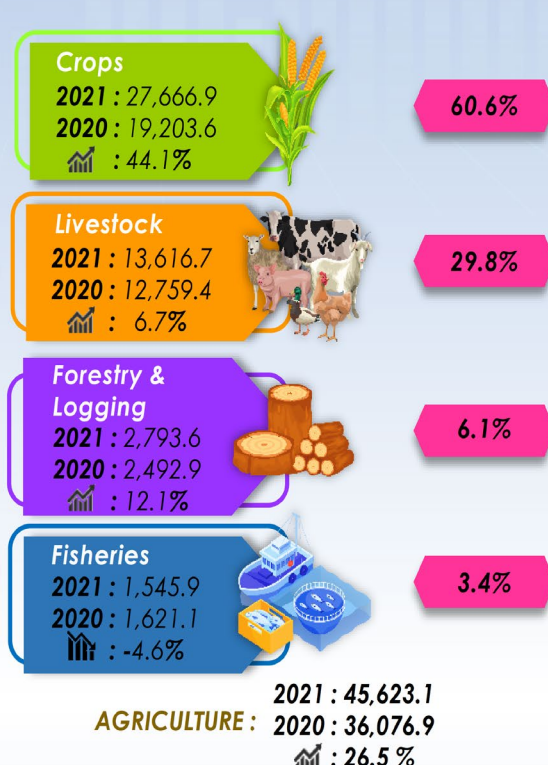 Crops
2021 : 27,666.9
2020 : 19,203.6
: 44.1%
60.6%
Livestock
2021 : 13,616.7
2020 : 12,759.4
: 6.7%
29.8%
Forestry &
Logging
2021 : 2,793.6
2020 : 2,492.9
: 12.1%
6.1%
Fisheries
2021 : 1,545.9
2020 : 1,621.1
: -4.6%
3.4%
2021 : 45,623.1
AGRICULTURE : 2020 : 36,076.9
: 26.5 %